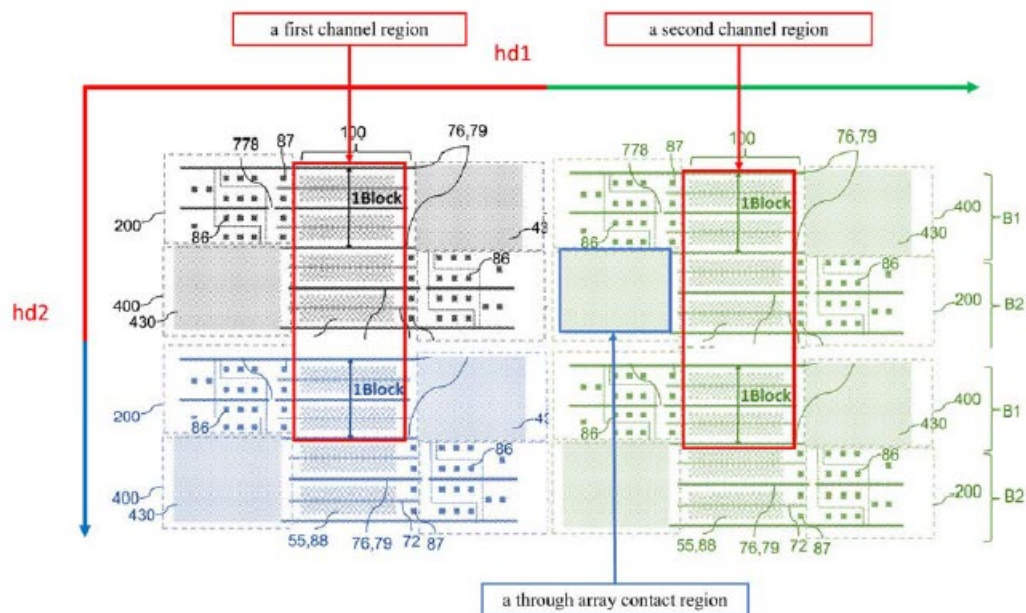 a first channel region
a second channel region
hd1
hd2
778 87 100 76,79
778 87 100 76,79
1Block
1Block
200
43
400
430
B1
86
86
86
86
400
430
200
B2
1Block
1Block
200
43
400
430
B1
86
86
86
86
400
430
200
B2
55,88 76,79 72 87
55,88 76,79 72 87
a through array contact region